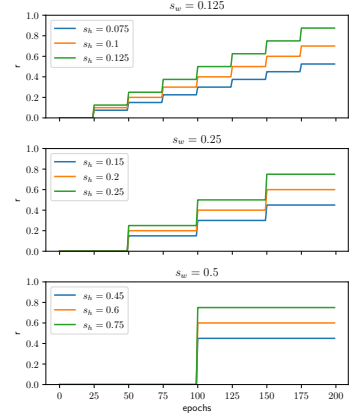 s_w = 0.125
1.0
0.8
0.6
0.4
0.2
0.0
r
s_h = 0.075
s_h = 0.1
s_h = 0.125
s_w = 0.25
1.0
0.8
0.6
0.4
0.2
0.0
r
s_h = 0.15
s_h = 0.2
s_h = 0.25
s_w = 0.5
1.0
0.8
0.6
0.4
0.2
0.0
r
s_h = 0.45
s_h = 0.6
s_h = 0.75
0 25 50 75 100 125 150 175 200
epochs